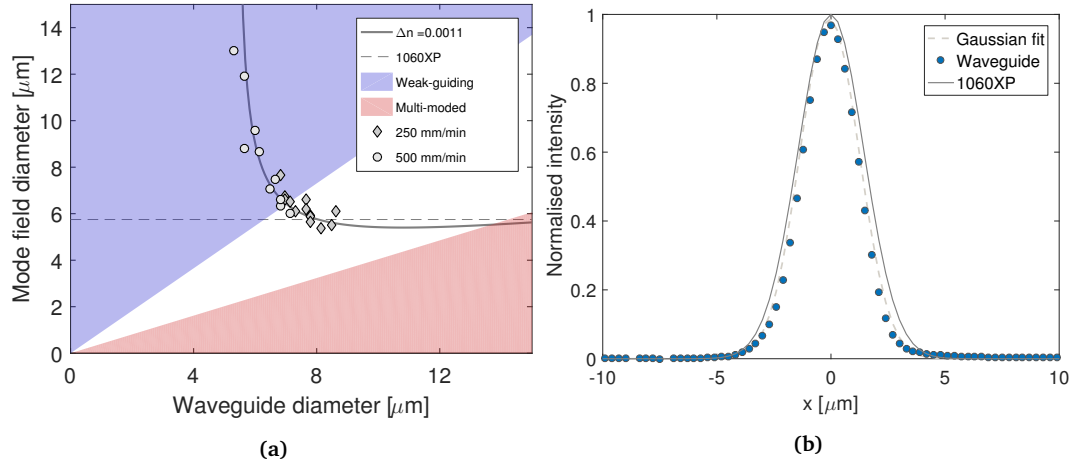 14
12
10
8
6
4
2
0
Mode field diameter [μm]
0
4
8
12
Waveguide diameter [μm]
Δn =0.0011
1060XP
Weak-guiding
Multi-moded
250 mm/min
500 mm/min
(a)
1
0.8
0.6
0.4
0.2
0
Normalised intensity
-10
-5
0
5
10
x [μm]
Gaussian fit
Waveguide
1060XP
(b)